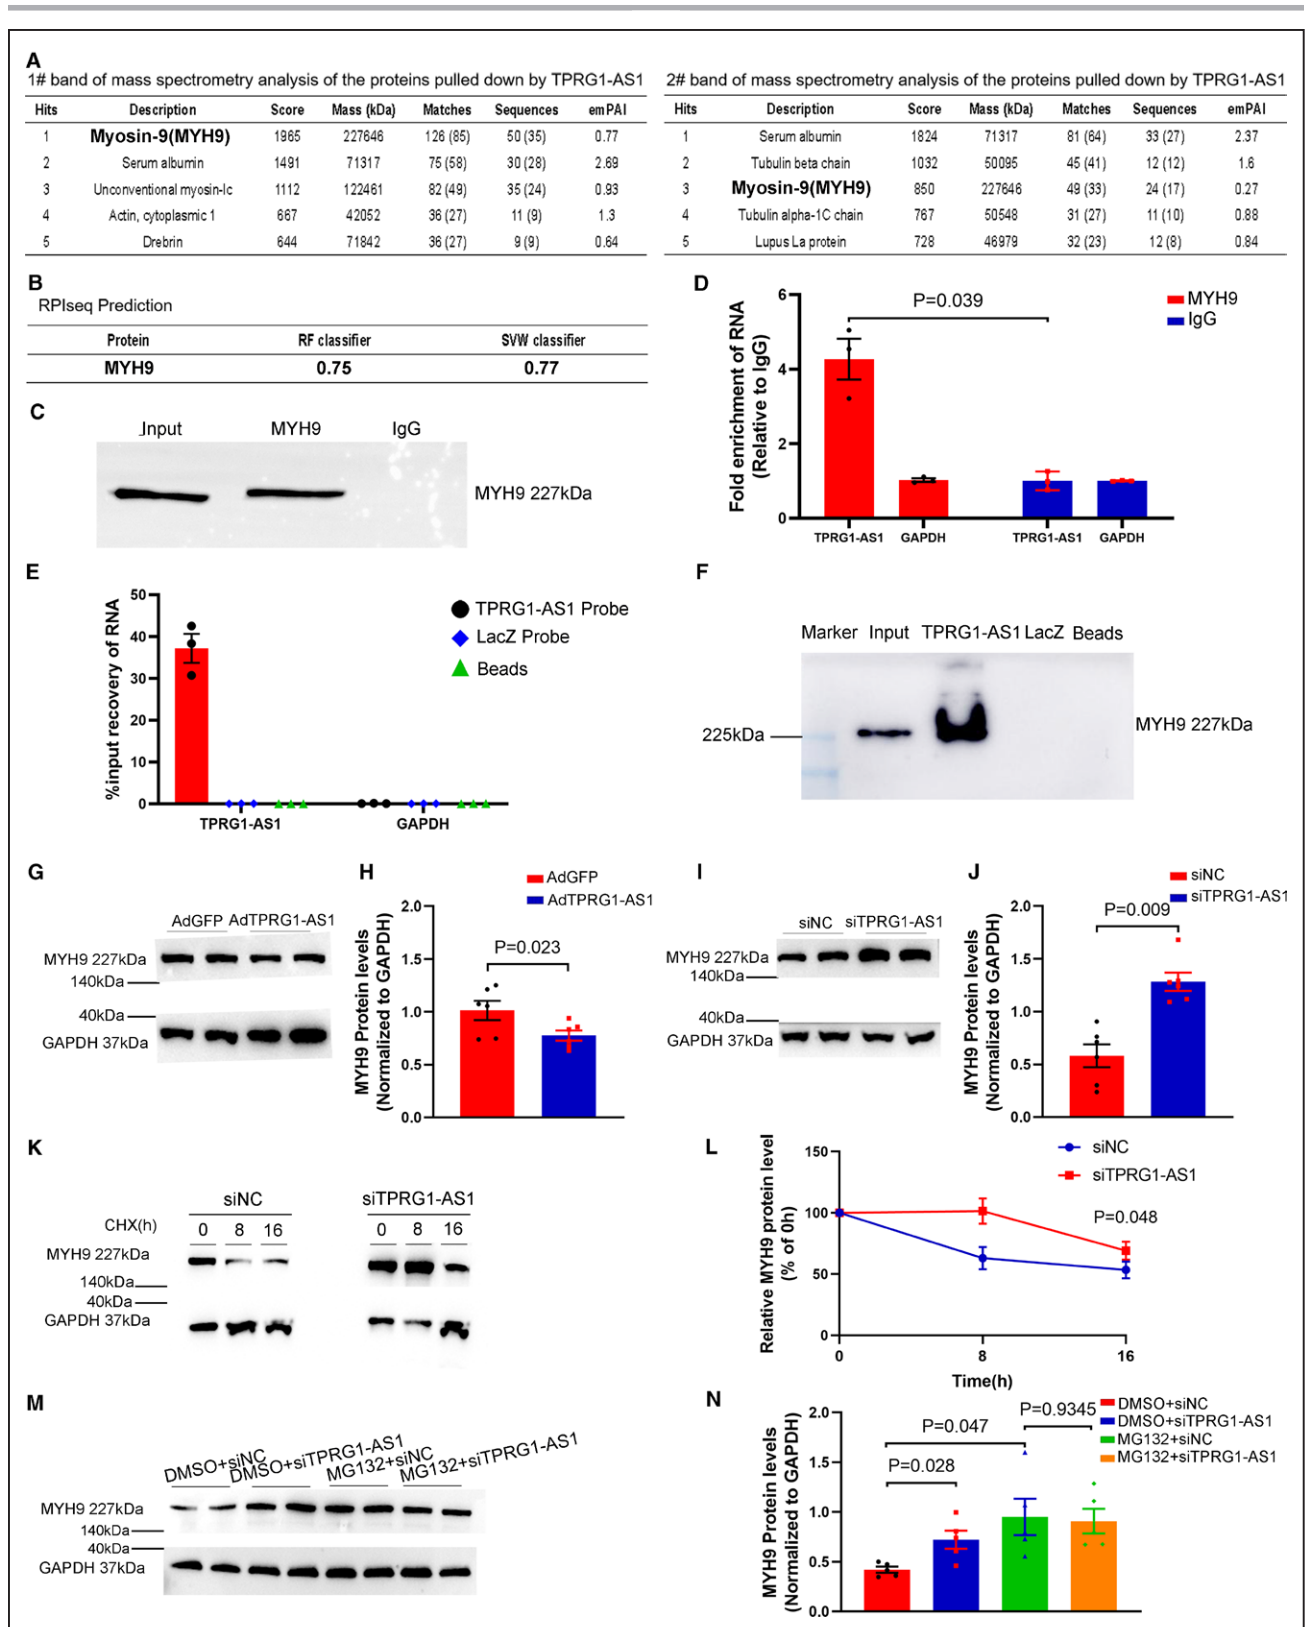 A
1# band of mass spectrometry analysis of the proteins pulled down by TPRG1-AS1
Hits Description Score Mass (kDa) Matches Sequences emPAI
1 Myosin-9(MYH9) 1965 227646 126 (85) 50 (35) 0.77
2 Serum albumin 1491 71317 75 (58) 30 (28) 2.69
3 Unconventional myosin-Ic 1112 122461 82 (49) 35 (24) 0.93
4 Actin, cytoplasmic 1 667 42052 36 (27) 11 (9) 1.3
5 Drebrin 644 71842 36 (27) 9 (9) 0.64
2# band of mass spectrometry analysis of the proteins pulled down by TPRG1-AS1
Hits Description Score Mass (kDa) Matches Sequences emPAI
1 Serum albumin 1824 71317 81 (64) 33 (27) 2.37
2 Tubulin beta chain 1032 50095 45 (41) 12 (12) 1.6
3 Myosin-9(MYH9) 850 227646 49 (33) 24 (17) 0.27
4 Tubulin alpha-1C chain 767 50548 31 (27) 11 (10) 0.88
5 Lupus La protein 728 46979 32 (23) 12 (8) 0.84
B
RPIseq Prediction
Protein RF classifier SVW classifier
MYH9 0.75 0.77
C
Input MYH9 IgG
MYH9 227kDa
D
Fold enrichment of RNA
(Relative to IgG)
6
4
2
0
P=0.039
MYH9
IgG
TPRG1-AS1 GAPDH TPRG1-AS1 GAPDH
E
%input recovery of RNA
50
40
30
20
10
0
TPRG1-AS1 Probe
LacZ Probe
Beads
TPRG1-AS1 GAPDH
F
Marker Input TPRG1-AS1 LacZ Beads
225kDa
MYH9 227kDa
G
AdGFP AdTPRG1-AS1
MYH9 227kDa
140kDa
40kDa
GAPDH 37kDa
H
AdGFP
AdTPRG1-AS1
MYH9 Protein levels
(Normalized to GAPDH)
2.0
1.5
1.0
0.5
0.0
P=0.023
I
siNC siTPRG1-AS1
MYH9 227kDa
140kDa
40kDa
GAPDH 37kDa
J
siNC
siTPRG1-AS1
MYH9 Protein levels
(Normalized to GAPDH)
2.0
1.5
1.0
0.5
0.0
P=0.009
K
siNC siTPRG1-AS1
CHX(h) 0 8 16 0 8 16
MYH9 227kDa
140kDa
40kDa
GAPDH 37kDa
L
siNC
siTPRG1-AS1
Relative MYH9 protein level
(% of 0h)
150
100
50
0
P=0.048
0 8 16
Time(h)
M
DMSO+siNC DMSO+siTPRG1-AS1 MG132+siNC MG132+siTPRG1-AS1
MYH9 227kDa
140kDa
40kDa
GAPDH 37kDa
N
MYH9 Protein levels
(Normalized to GAPDH)
2.0
1.5
1.0
0.5
0.0
P=0.028
P=0.047
P=0.9345
DMSO+siNC
DMSO+siTPRG1-AS1
MG132+siNC
MG132+siTPRG1-AS1